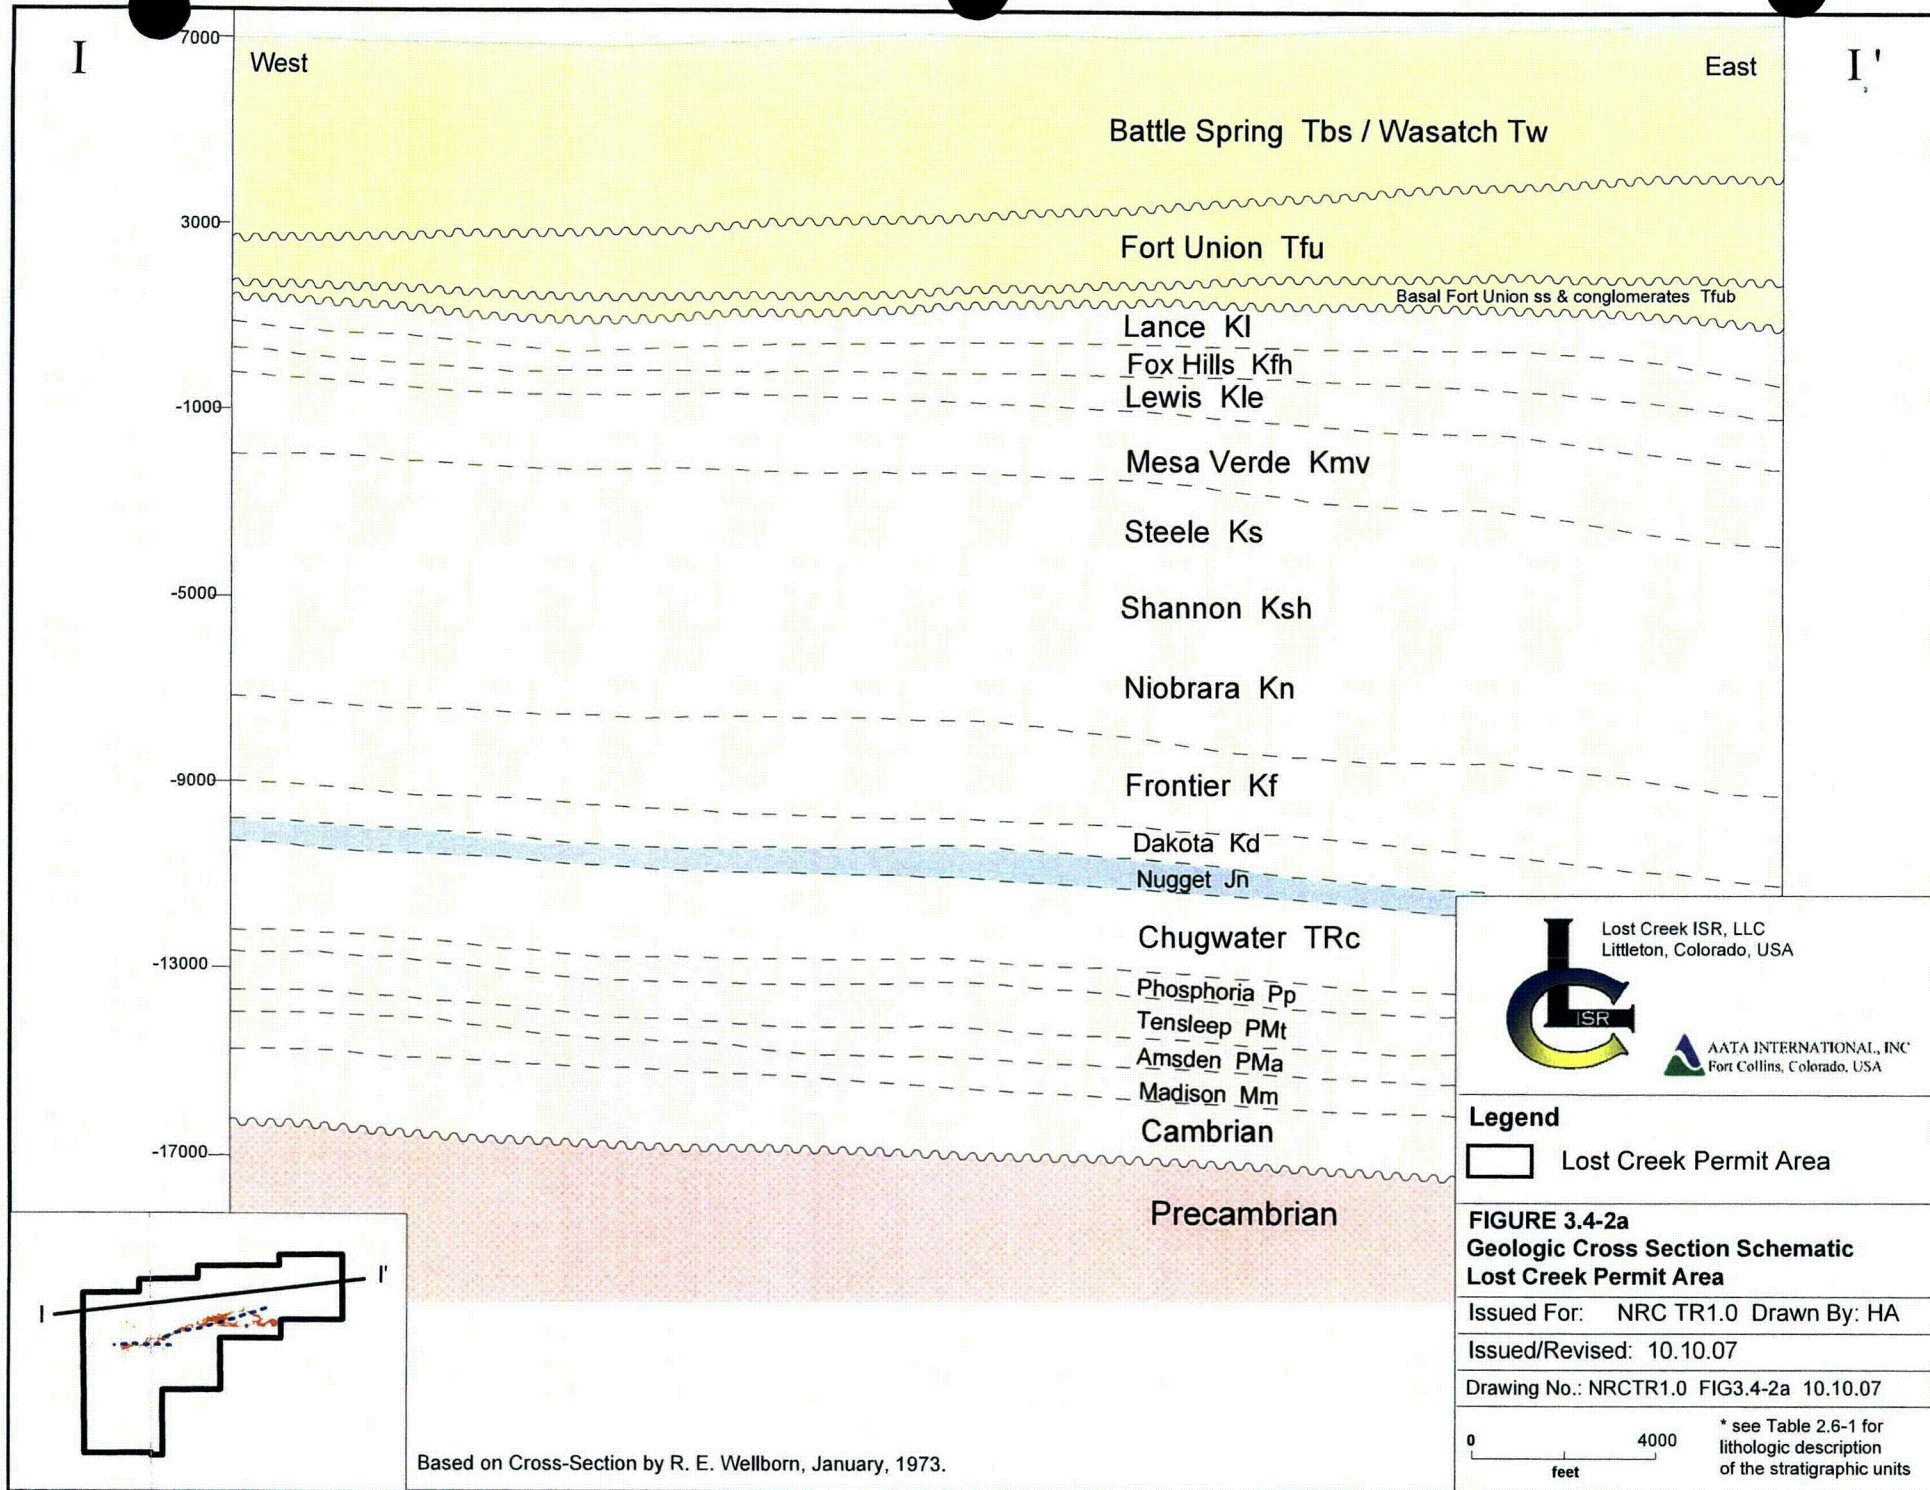 I
I'
West
East
7000
3000
-1000
-5000
-9000
-13000
-17000
Battle Spring Tbs / Wasatch Tw
Fort Union Tfu
Basal Fort Union ss & conglomerates Tfub
Lance Kl
Fox Hills Kfh
Lewis Kle
Mesa Verde Kmv
Steele Ks
Shannon Ksh
Niobrara Kn
Frontier Kf
Dakota Kd
Nugget Jn
Chugwater TRc
Phosphoria Pp
Tensleep PMt
Amsden PMa
Madison Mm
Cambrian
Precambrian
I
I'
Based on Cross-Section by R. E. Wellborn, January, 1973.
Lost Creek ISR, LLC
Littleton, Colorado, USA
LC
ISR
AATA INTERNATIONAL, INC
Fort Collins, Colorado, USA
Legend
Lost Creek Permit Area
FIGURE 3.4-2a
Geologic Cross Section Schematic
Lost Creek Permit Area
Issued For: NRC TR1.0 Drawn By: HA
Issued/Revised: 10.10.07
Drawing No.: NRCTR1.0 FIG3.4-2a 10.10.07
0 4000
feet
* see Table 2.6-1 for
lithologic description
of the stratigraphic units